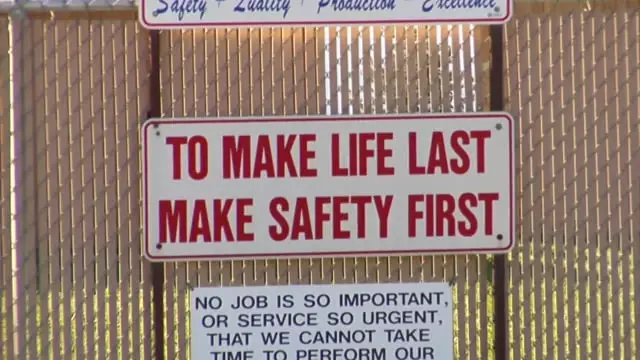 Safety - Quality - Production - Excellence
TO MAKE LIFE LAST
MAKE SAFETY FIRST
NO JOB IS SO IMPORTANT,
OR SERVICE SO URGENT,
THAT WE CANNOT TAKE
TIME TO PERFORM OUR